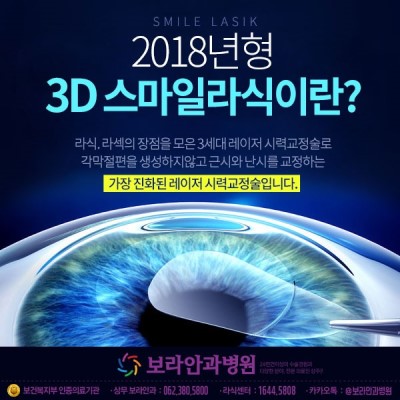 SMILE LASIK
2018년형
3D 스마일라식이란?
라식, 라섹의 장점을 모은 3세대 레이저 시력교정술로
각막절편을 생성하지않고 근시와 난시를 교정하는
가장 진화된 레이저 시력교정술입니다.
보라안과병원
보건복지부 인증의료기관 · 상무 보라안과 : 062.380.5800 · 라식센터 : 1644.5808 · 카카오톡 : @보라안과병원